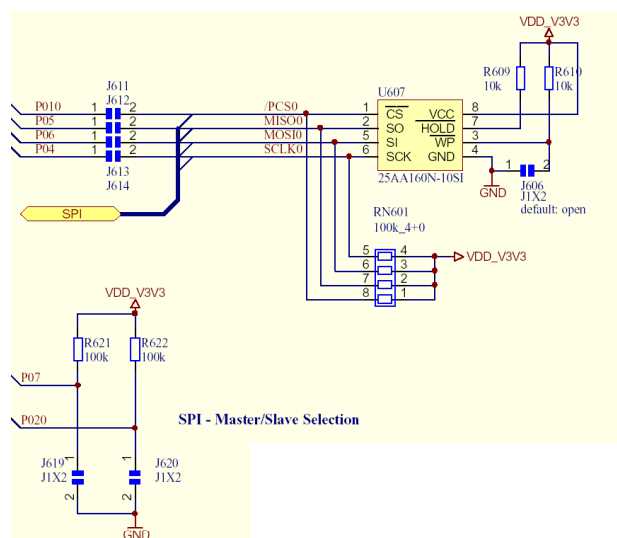 VDD_V3V3
J611
J612
U607
R609
10k
R610
10k
P010 1 2 /PCS0 1 CS VCC 8
P05 MISO0 2 SO HOLD 7
P06 MOSI0 5 SI WP 3
P04 1 2 SCLK0 6 SCK GND 4
J613
J614
25AA160N-10SI
1 2
J606
J1X2
default: open
GND
SPI
RN601
100k_4+0
5 4 VDD_V3V3
6 3
7 2
8 1
VDD_V3V3
R621
100k
R622
100k
P07
P020
SPI - Master/Slave Selection
1 1
J619
J1X2
J620
J1X2
2 2
GND